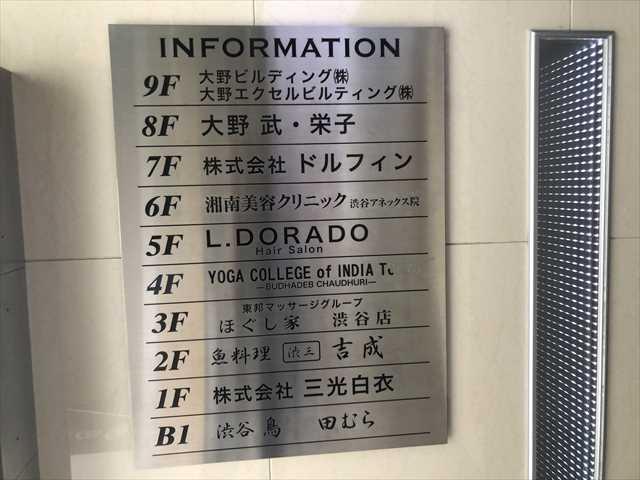 INFORMATION
9F 大野ビルディング㈱
大野エクセルビルティング㈱
8F 大野 武・栄子
7F 株式会社 ドルフィン
6F 湘南美容クリニック 渋谷アネックス院
5F L.DORADO
Hair Salon
4F YOGA COLLEGE of INDIA
—BUDHADEB CHAUDHURI—
東邦マッサージグループ
3F ほぐし家 渋谷店
2F 魚料理 渋三 吉成
1F 株式会社 三光白衣
B1 渋谷 鳥 田むら